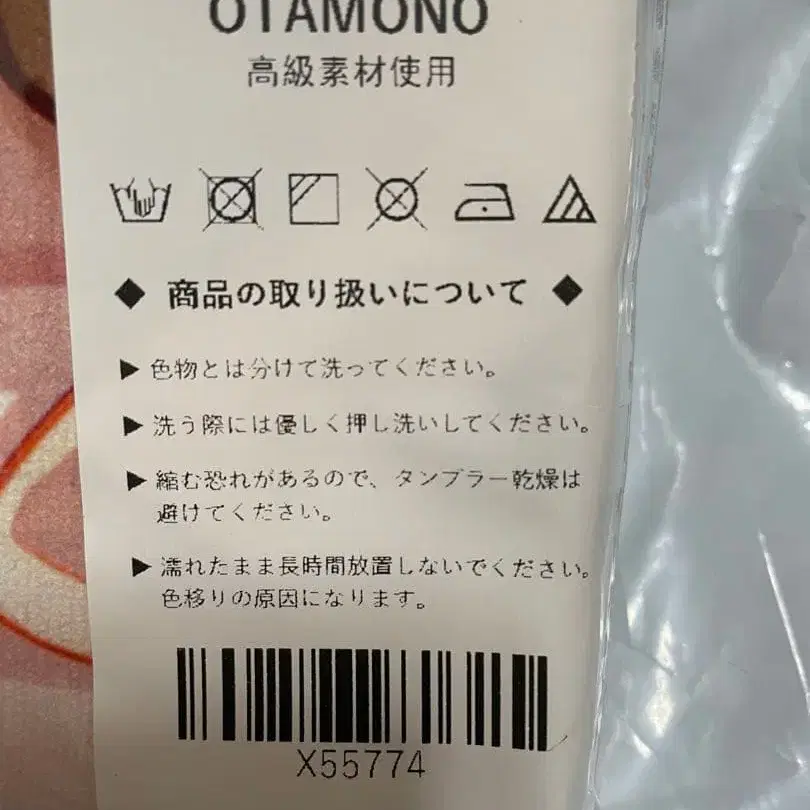 OTAMONO
高級素材使用
◆ 商品の取り扱いについて ◆
▶ 色物とは分けて洗ってください。
▶ 洗う際には優しく押し洗いしてください。
▶ 縮む恐れがあるので、タンブラー乾燥は
避けてください。
▶ 濡れたまま長時間放置しないでください。
色移りの原因になります。
X55774